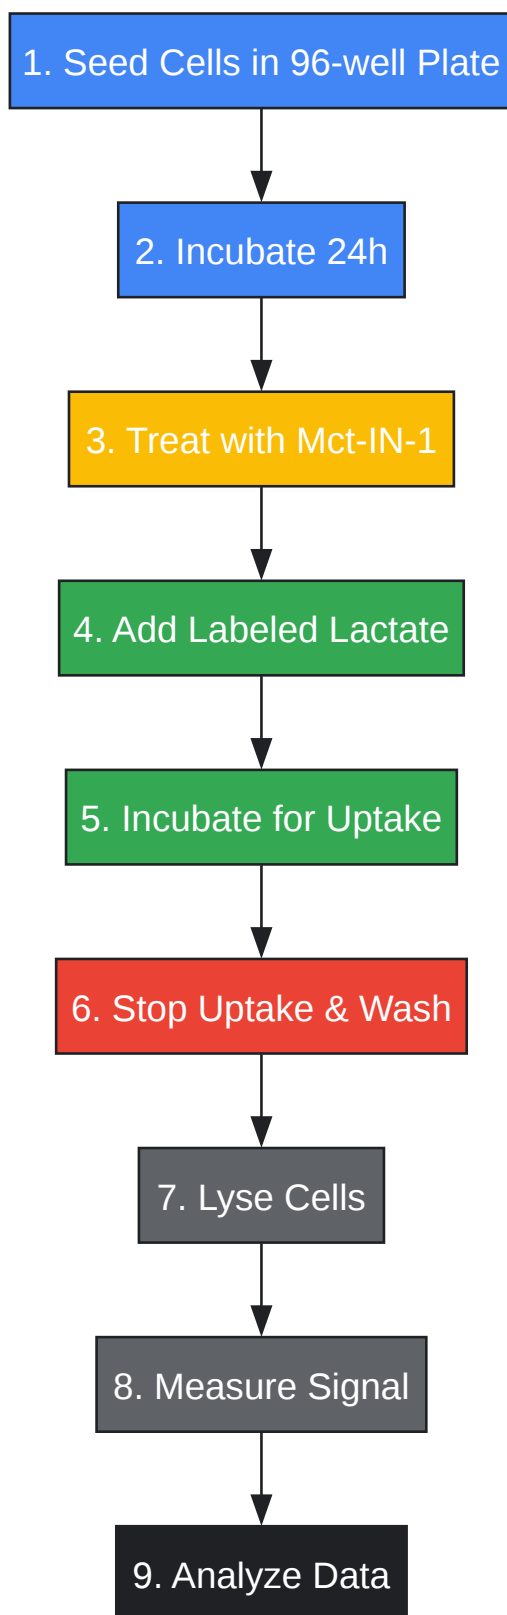 1. Seed Cells in 96-well Plate
2. Incubate 24h
3. Treat with Mct-IN-1
4. Add Labeled Lactate
5. Incubate for Uptake
6. Stop Uptake & Wash
7. Lyse Cells
8. Measure Signal
9. Analyze Data